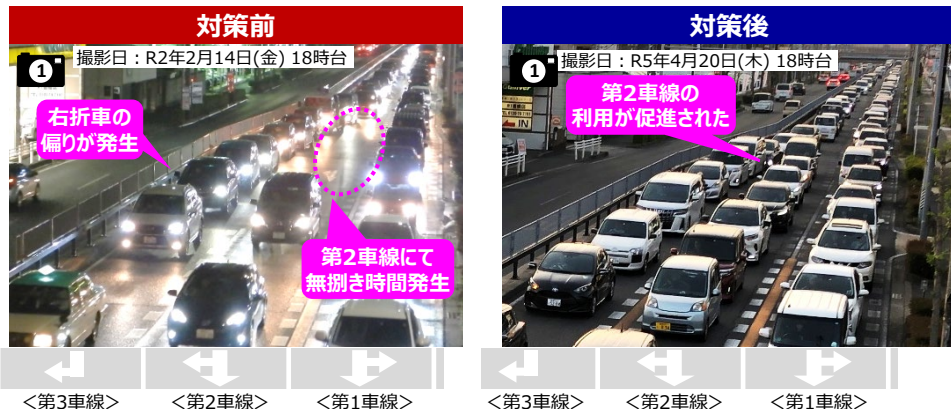 対策前
撮影日：R2年2月14日(金) 18時台
1
右折車の
偏りが発生
第2車線にて
無捌き時間発生
<第3車線>
<第2車線>
<第1車線>
対策後
撮影日：R5年4月20日(木) 18時台
1
第2車線の
利用が促進された
IN
<第3車線>
<第2車線>
<第1車線>